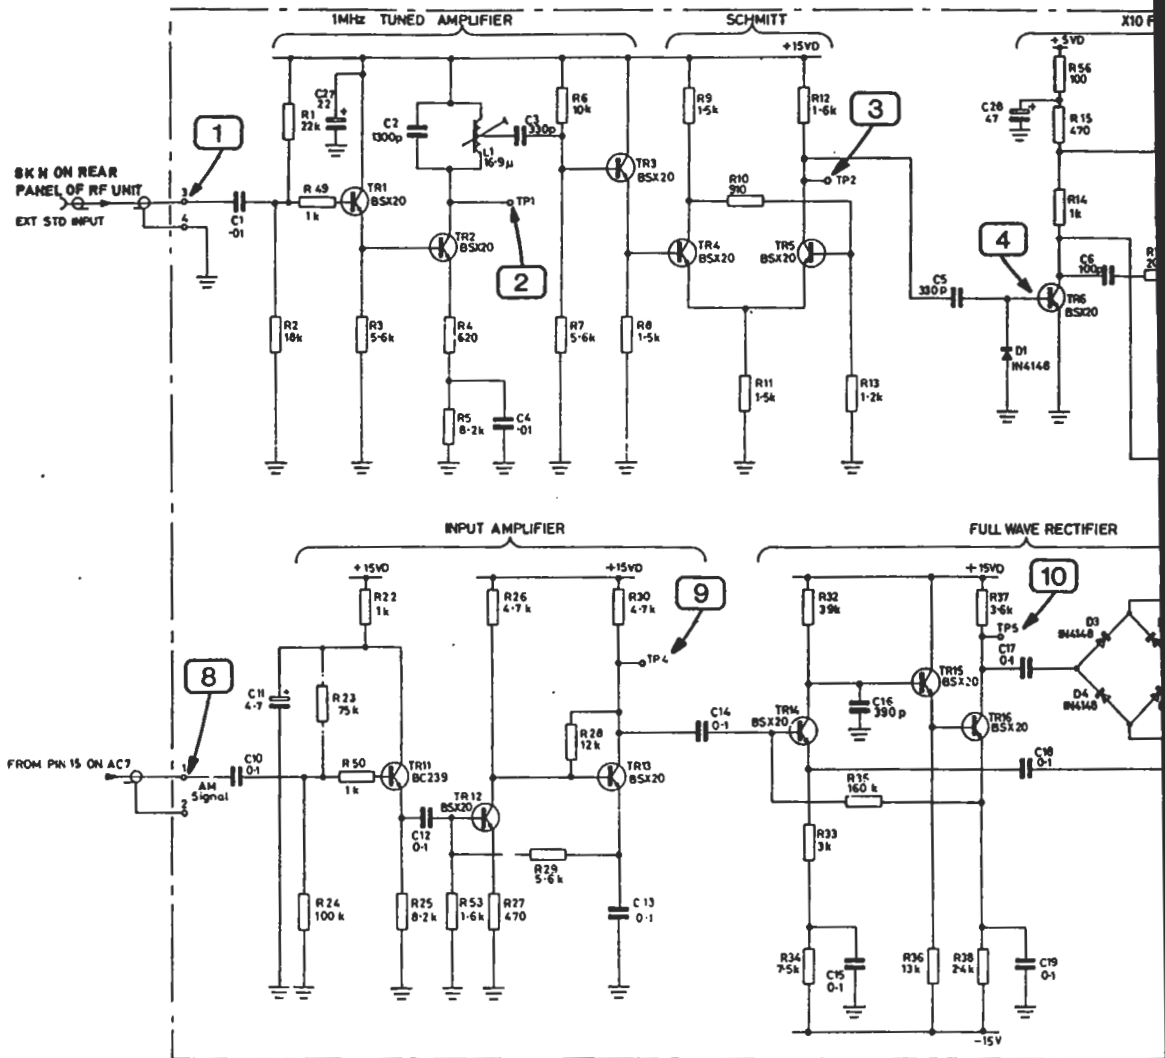 1MHz TUNED AMPLIFIER
SCHMITT
X10 F
+15VD
+5VD
R56
100
R1
22k
C27
22
+
C2
1300p
L1
16·9µ
C3
330p
R6
10k
R9
1·5k
R12
1·6k
3
C28
47
+
R15
470
1
SK N ON REAR
PANEL OF RF UNIT
EXT STD INPUT
3
4
C1
·01
R49
1k
TR1
BSX20
TP1
TR2
BSX20
2
TR3
BSX20
R10
910
TP2
R14
1k
TR4
BSX20
TR5
BSX20
4
C5
330P
C6
100p
TR6
BSX20
R2
18k
R3
5·6k
R4
620
R7
5·6k
R8
1·5k
D1
IN4148
R5
8·2k
C4
·01
R11
1·5k
R13
1·2k
INPUT AMPLIFIER
FULL WAVE RECTIFIER
+15VD
+15VD
+15VD
R22
1k
R26
4·7k
R30
4·7k
9
R32
39k
R37
3·6k
10
TP5
D3
IN4148
TP4
8
C11
4·7
+
R23
75k
C17
0·1
TR15
BSX20
D4
IN4148
C16
390p
TR14
BSX20
TR16
BSX20
C14
0·1
R28
12k
FROM PIN 15 ON AC7
1
2
AM
Signal
C10
0·1
R50
1k
TR11
BC239
TR12
BSX20
TR13
BSX20
C18
0·1
C12
0·1
R35
160k
R33
3k
R29
5·6k
R24
100k
R25
8·2k
R53
1·6k
R27
470
C13
0·1
R34
7·5k
C15
0·1
R36
13k
R38
2·4k
C19
0·1
-15V